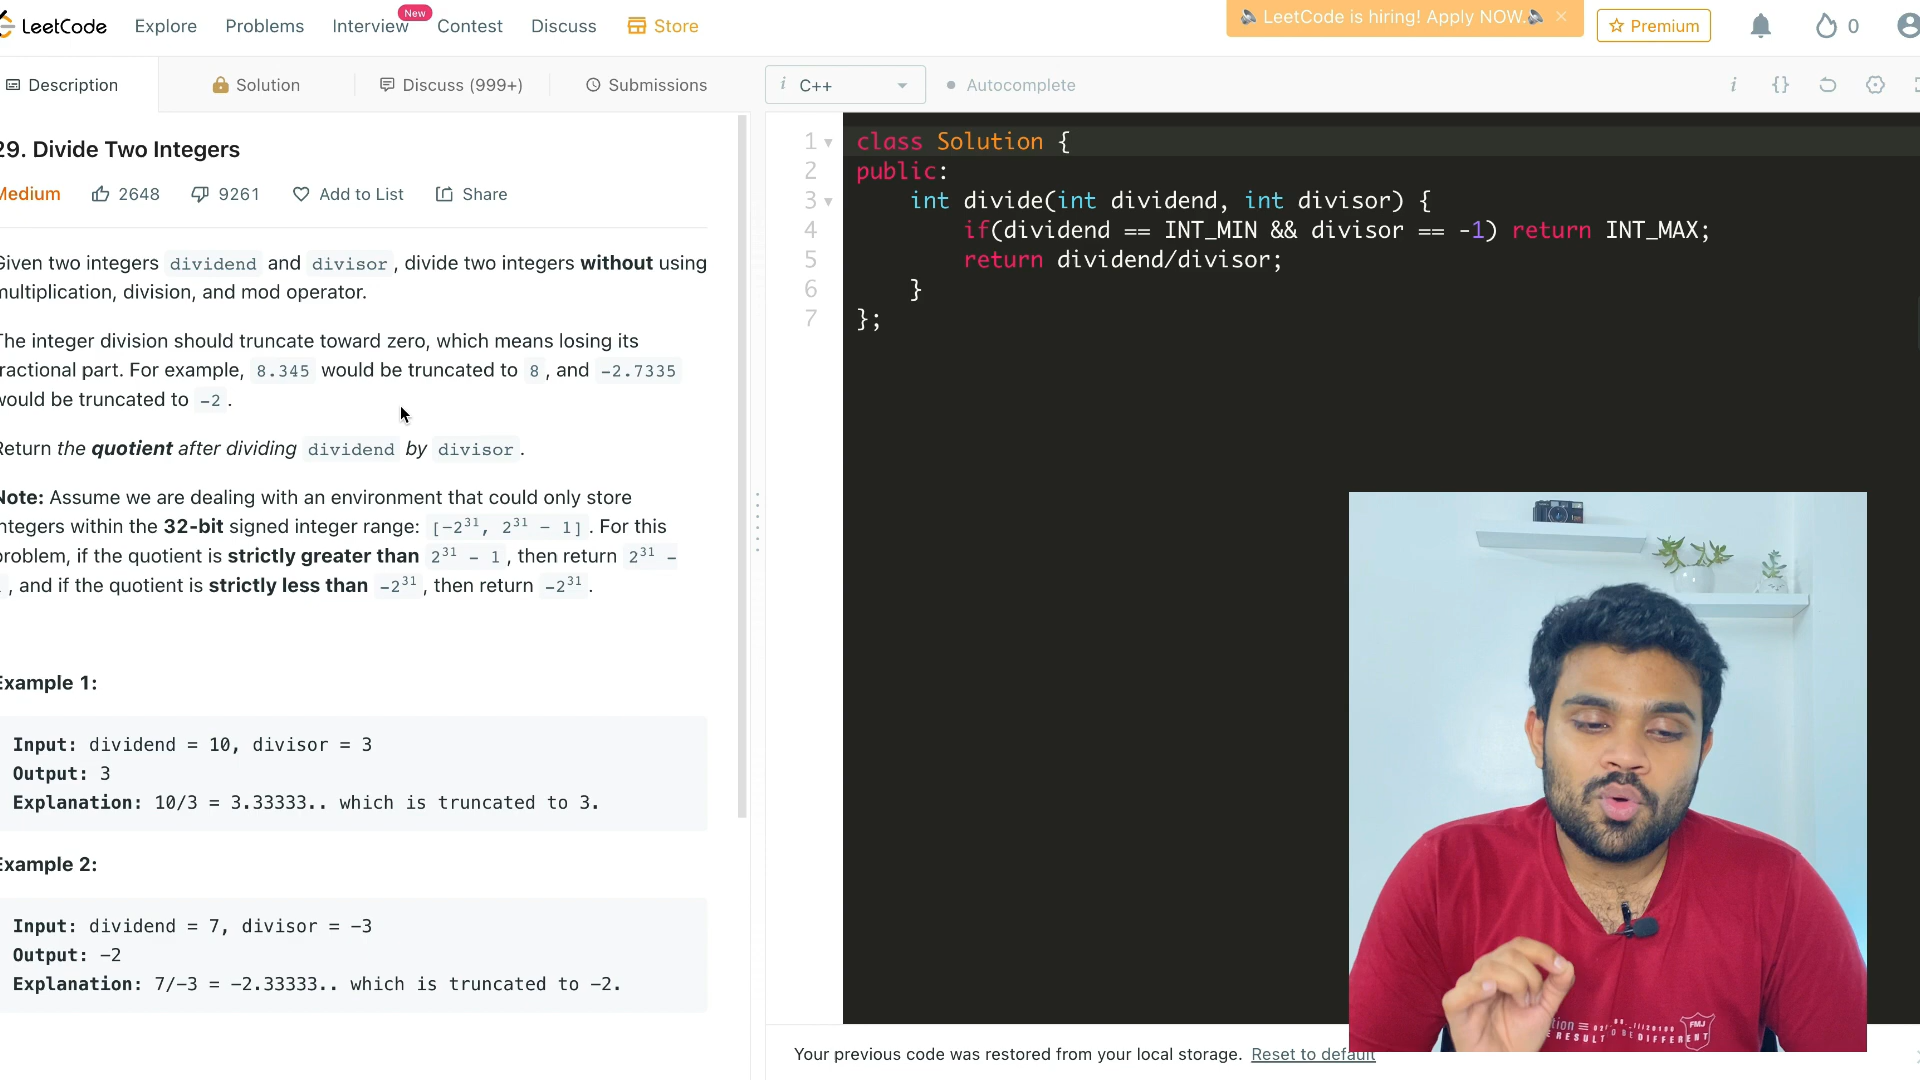 LeetCode Explore Problems Interview New Contest Discuss Store LeetCode is hiring! Apply NOW. Premium 0
Description Solution Discuss (999+) Submissions i C++ Autocomplete i {}
29. Divide Two Integers
Medium 2648 9261 Add to List Share
Given two integers dividend and divisor, divide two integers without using
multiplication, division, and mod operator.
The integer division should truncate toward zero, which means losing its
fractional part. For example, 8.345 would be truncated to 8, and -2.7335
would be truncated to -2.
Return the quotient after dividing dividend by divisor.
Note: Assume we are dealing with an environment that could only store
integers within the 32-bit signed integer range: [-2³¹, 2³¹ - 1]. For this
problem, if the quotient is strictly greater than 2³¹ - 1, then return 2³¹ -
, and if the quotient is strictly less than -2³¹, then return -2³¹.
Example 1:
Input: dividend = 10, divisor = 3
Output: 3
Explanation: 10/3 = 3.33333.. which is truncated to 3.
Example 2:
Input: dividend = 7, divisor = -3
Output: -2
Explanation: 7/-3 = -2.33333.. which is truncated to -2.
1 class Solution {
2 public:
3 int divide(int dividend, int divisor) {
4 if(dividend == INT_MIN && divisor == -1) return INT_MAX;
5 return dividend/divisor;
6 }
7 };
FMJ
RESULT TO BE DIFFERENT
Your previous code was restored from your local storage. Reset to default